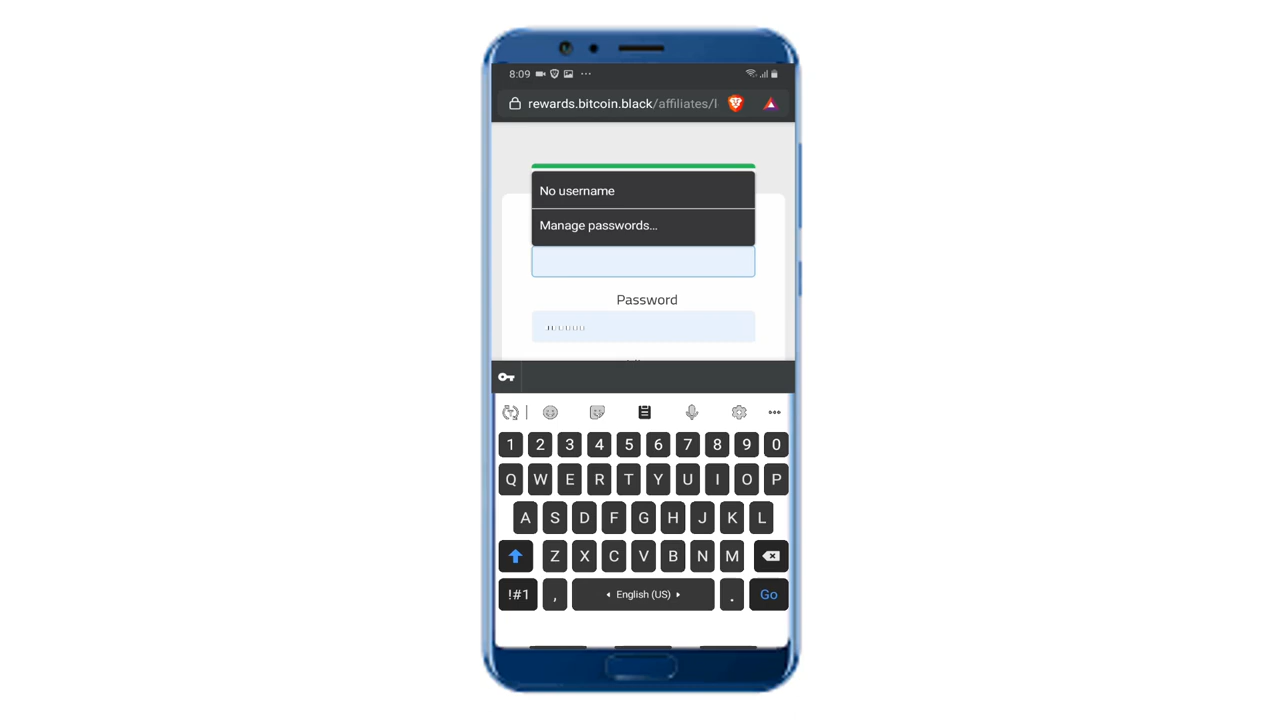 8:09
rewards.bitcoin.black/affiliates/l
No username
Manage passwords...
Password
1 2 3 4 5 6 7 8 9 0
Q W E R T Y U I O P
A S D F G H J K L
Z X C V B N M
!#1 , English (US) . Go